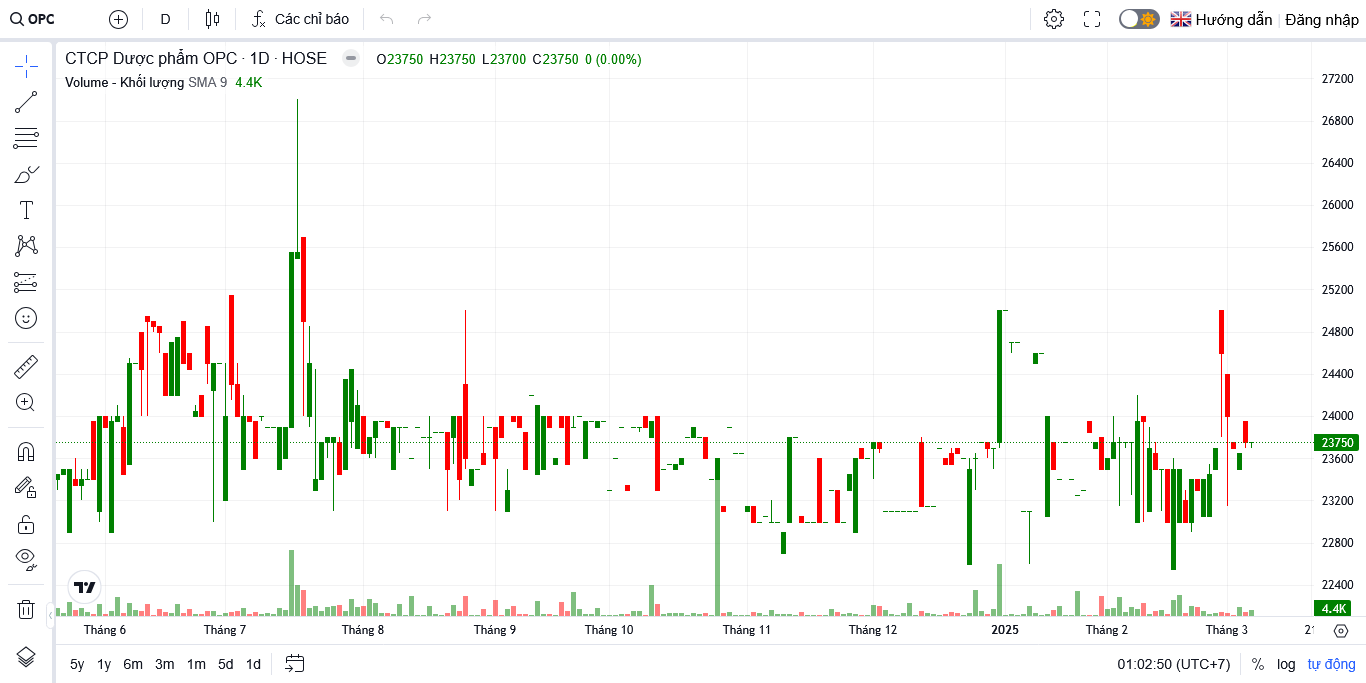 OPC D Các chỉ báo Hướng dẫn Đăng nhập
CTCP Dược phẩm OPC · 1D · HOSE O23750 H23750 L23700 C23750 0 (0.00%)
Volume - Khối lượng SMA 9 4.4K
27200
26800
26400
26000
25600
25200
24800
24400
24000
23750
23600
23200
22800
22400
4.4K
Tháng 6 Tháng 7 Tháng 8 Tháng 9 Tháng 10 Tháng 11 Tháng 12 2025 Tháng 2 Tháng 3
5y 1y 6m 3m 1m 5d 1d 01:02:50 (UTC+7) % log tự động